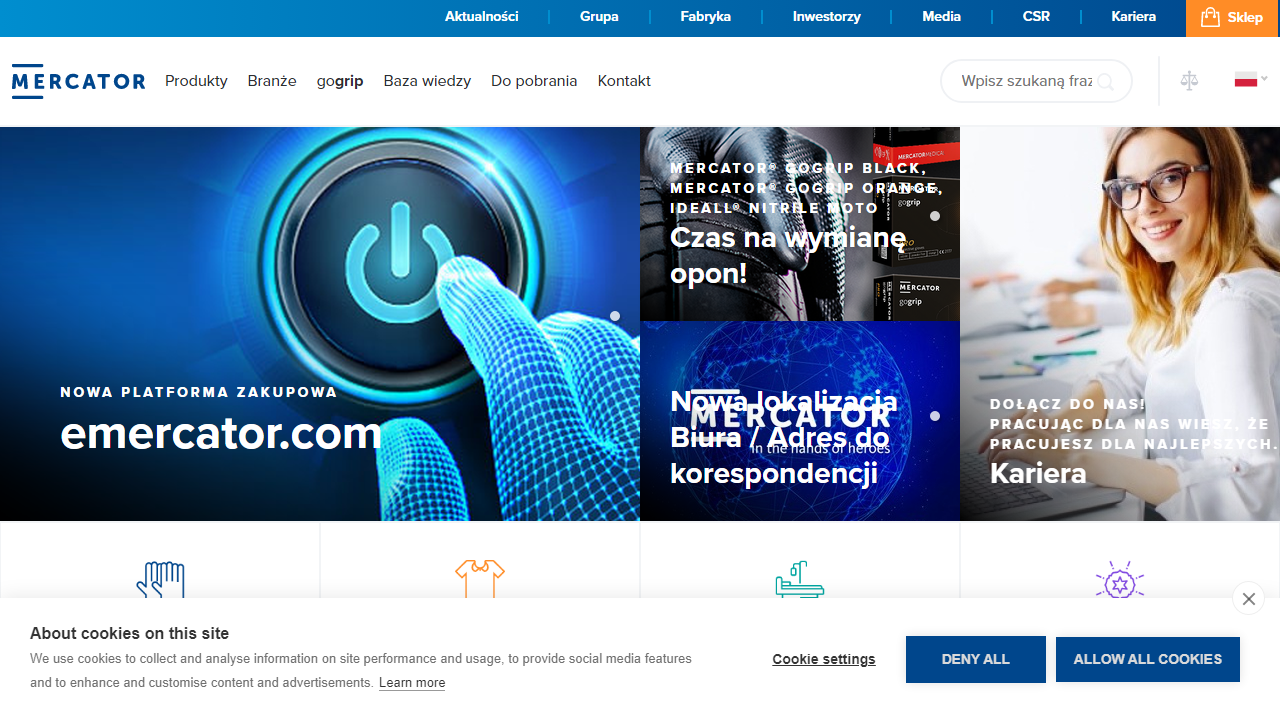 Aktualności
Grupa
Fabryka
Inwestorzy
Media
CSR
Kariera
Sklep
MERCATOR
Produkty
Branże
gogrip
Baza wiedzy
Do pobrania
Kontakt
Wpisz szukaną fraz
NOWA PLATFORMA ZAKUPOWA
emercator.com
MERCATOR® GOGRIP BLACK,
MERCATOR® GOGRIP ORANGE,
IDEALL® NITRILE MOTO
Czas na wymianę
opon!
MERCATORMEDICAL
gogrip
MERCATOR
gogrip
Nowa lokalizacja
Biura / Adres do
korespondencji
MERCATOR
In the hands of heroes
DOŁĄCZ DO NAS!
PRACUJĄC DLA NAS WIESZ, ŻE
PRACUJESZ DLA NAJLEPSZYCH.
Kariera
About cookies on this site
We use cookies to collect and analyse information on site performance and usage, to provide social media features
and to enhance and customise content and advertisements. Learn more
Cookie settings
DENY ALL
ALLOW ALL COOKIES